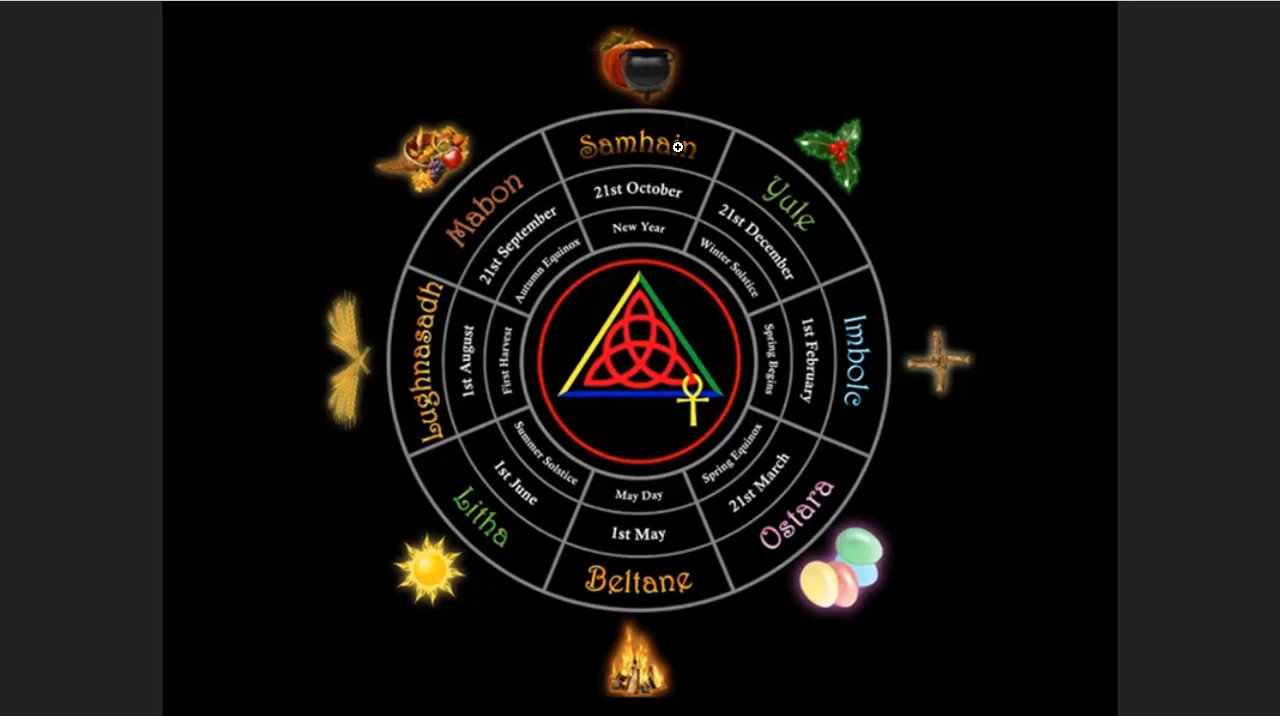 Samhain
21st October
New Year
Yule
21st December
Winter Solstice
Imbolc
1st February
Spring Begins
Ostara
21st March
Spring Equinox
Beltane
1st May
May Day
Litha
1st June
Summer Solstice
Lughnasadh
1st August
First Harvest
Mabon
21st September
Autumn Equinox